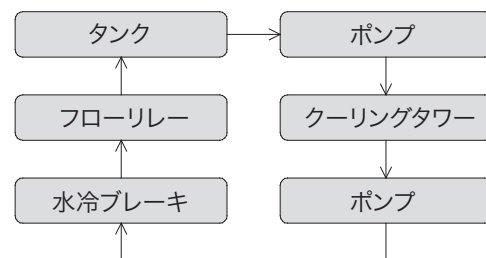 タンク
ポンプ
フローリレー
クーリングタワー
水冷ブレーキ
ポンプ